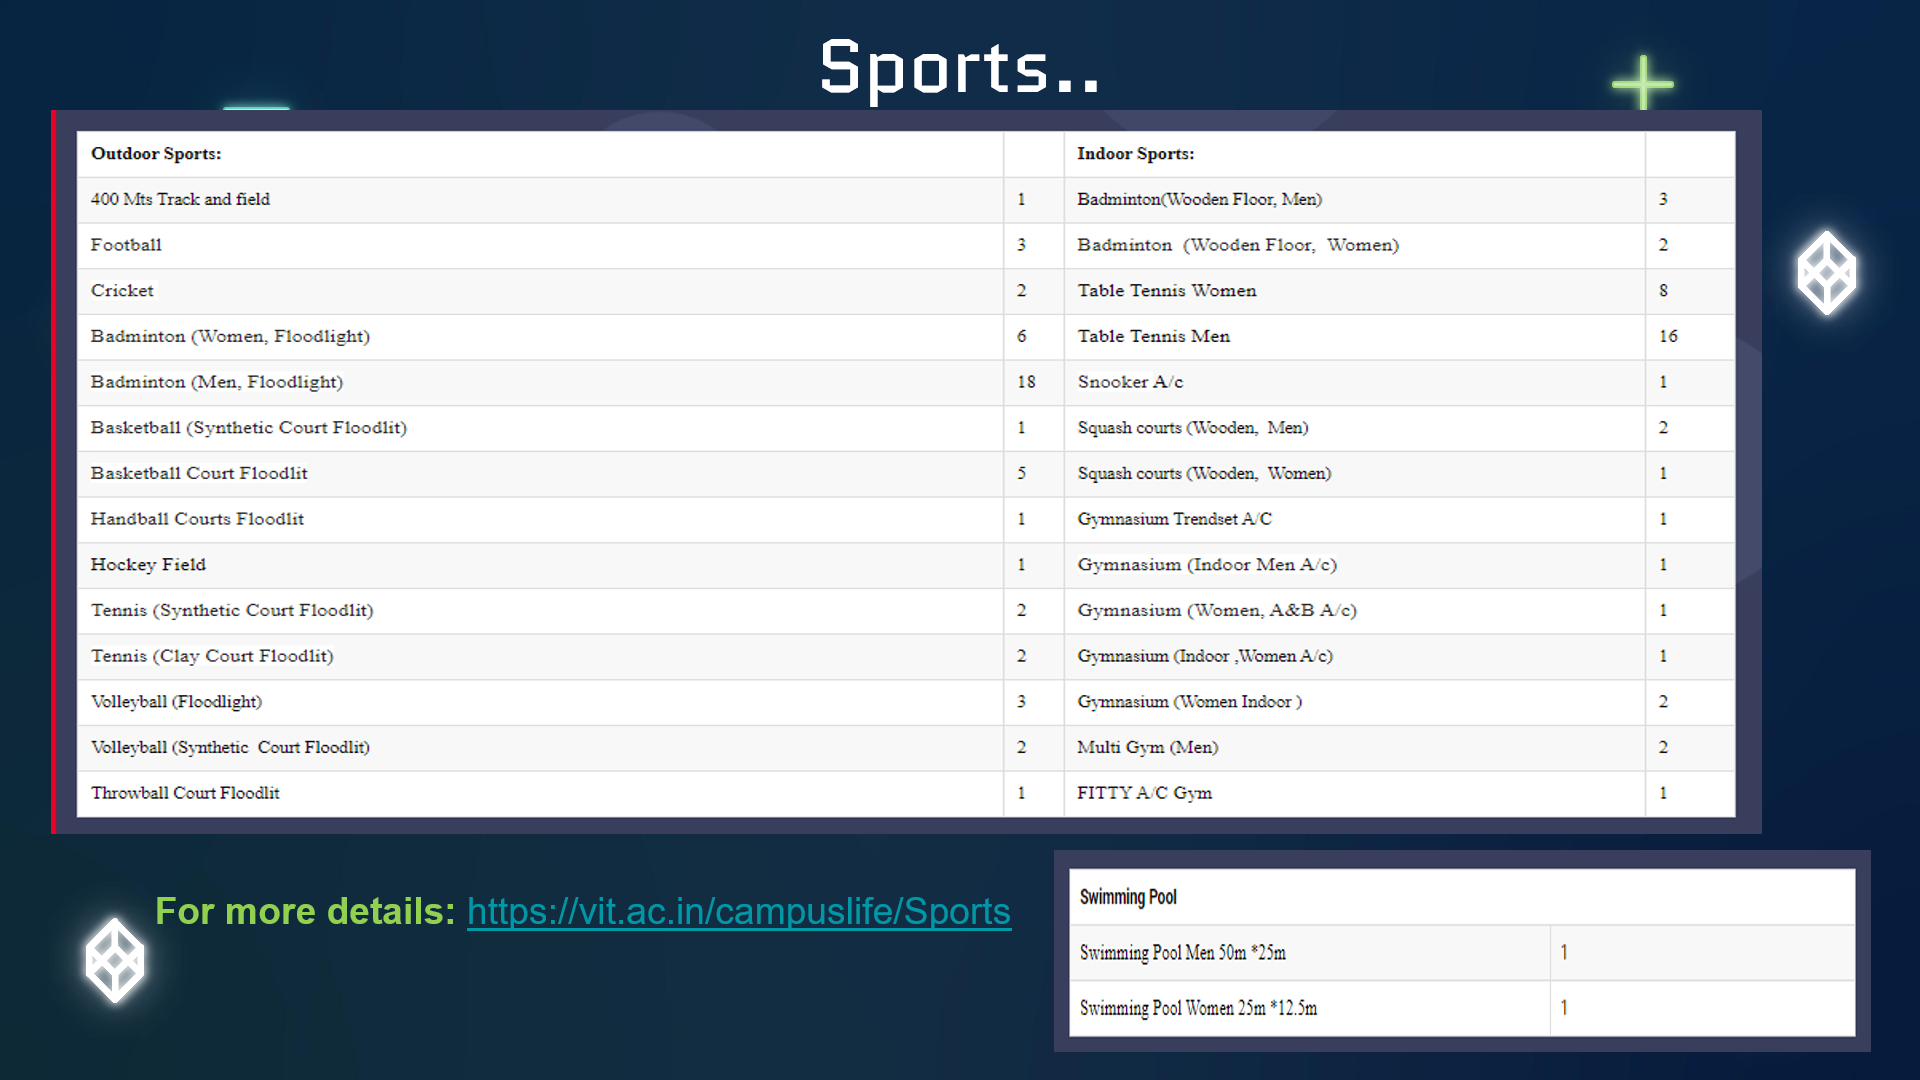 Sports..
Outdoor Sports: Indoor Sports:
400 Mts Track and field 1 Badminton(Wooden Floor, Men) 3
Football 3 Badminton (Wooden Floor, Women) 2
Cricket 2 Table Tennis Women 8
Badminton (Women, Floodlight) 6 Table Tennis Men 16
Badminton (Men, Floodlight) 18 Snooker A/c 1
Basketball (Synthetic Court Floodlit) 1 Squash courts (Wooden, Men) 2
Basketball Court Floodlit 5 Squash courts (Wooden, Women) 1
Handball Courts Floodlit 1 Gymnasium Trendset A/C 1
Hockey Field 1 Gymnasium (Indoor Men A/c) 1
Tennis (Synthetic Court Floodlit) 2 Gymnasium (Women, A&B A/c) 1
Tennis (Clay Court Floodlit) 2 Gymnasium (Indoor ,Women A/c) 1
Volleyball (Floodlight) 3 Gymnasium (Women Indoor ) 2
Volleyball (Synthetic Court Floodlit) 2 Multi Gym (Men) 2
Throwball Court Floodlit 1 FITTY A/C Gym 1
For more details: https://vit.ac.in/campuslife/Sports
Swimming Pool
Swimming Pool Men 50m *25m 1
Swimming Pool Women 25m *12.5m 1